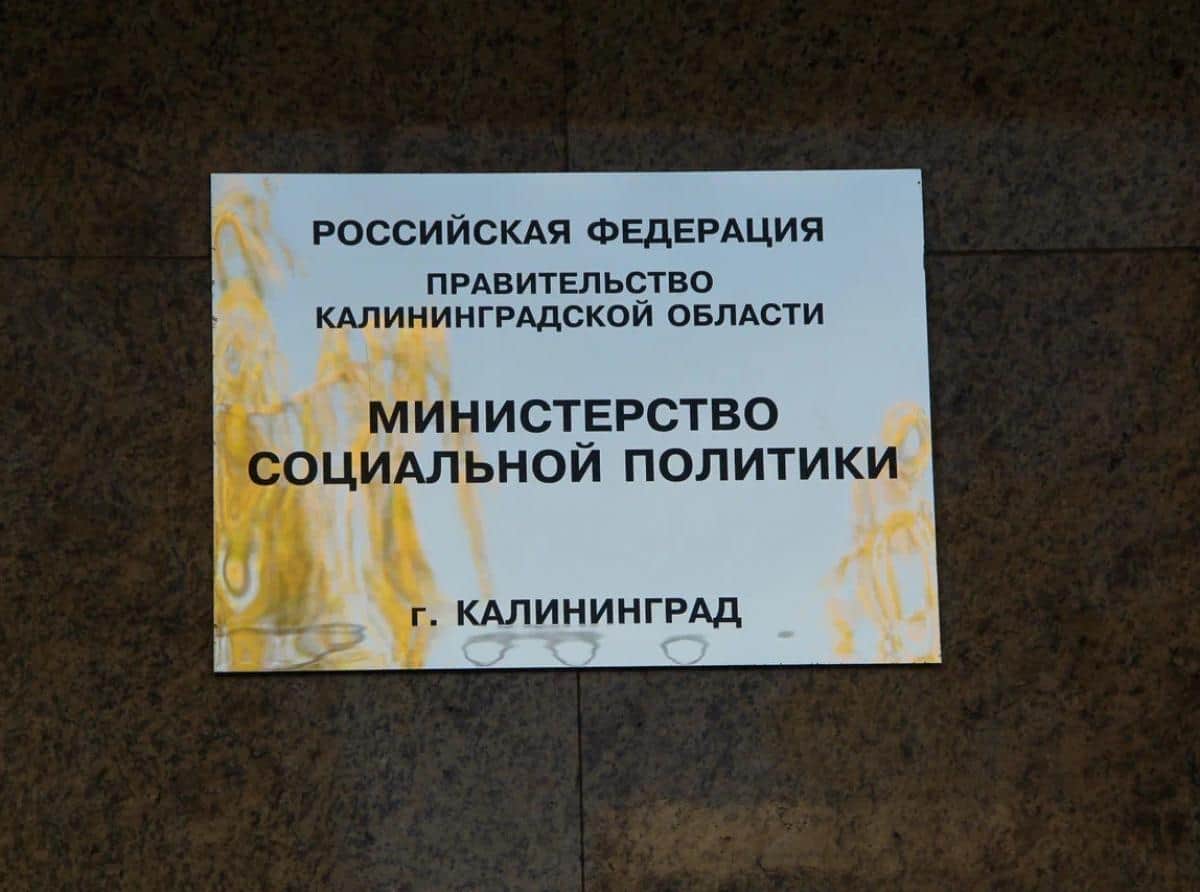 РОССИЙСКАЯ ФЕДЕРАЦИЯ
ПРАВИТЕЛЬСТВО
КАЛИНИНГРАДСКОЙ ОБЛАСТИ
МИНИСТЕРСТВО
СОЦИАЛЬНОЙ ПОЛИТИКИ
г. КАЛИНИНГРАД